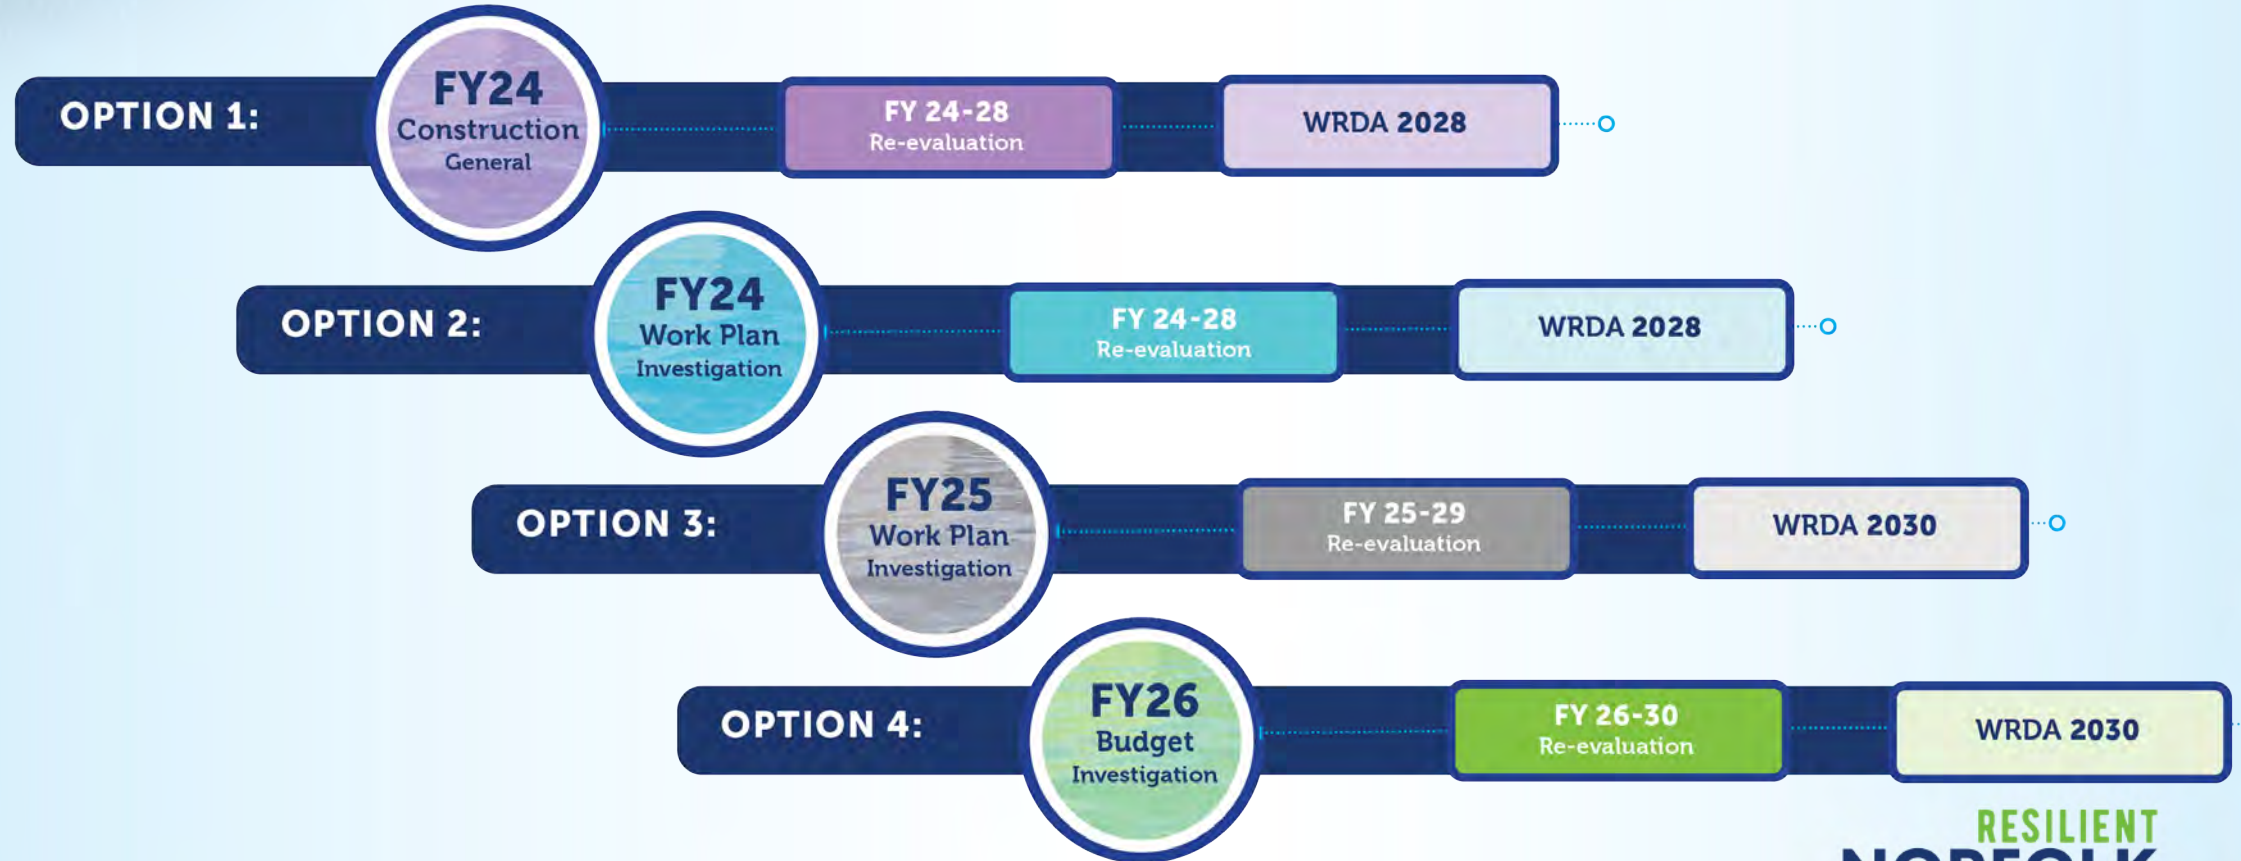 OPTION 1:
FY24
Construction
General
FY 24-28
Re-evaluation
WRDA 2028
OPTION 2:
FY24
Work Plan
Investigation
FY 24-28
Re-evaluation
WRDA 2028
OPTION 3:
FY25
Work Plan
Investigation
FY 25-29
Re-evaluation
WRDA 2030
OPTION 4:
FY26
Budget
Investigation
FY 26-30
Re-evaluation
WRDA 2030
RESILIENT
NORFOLK